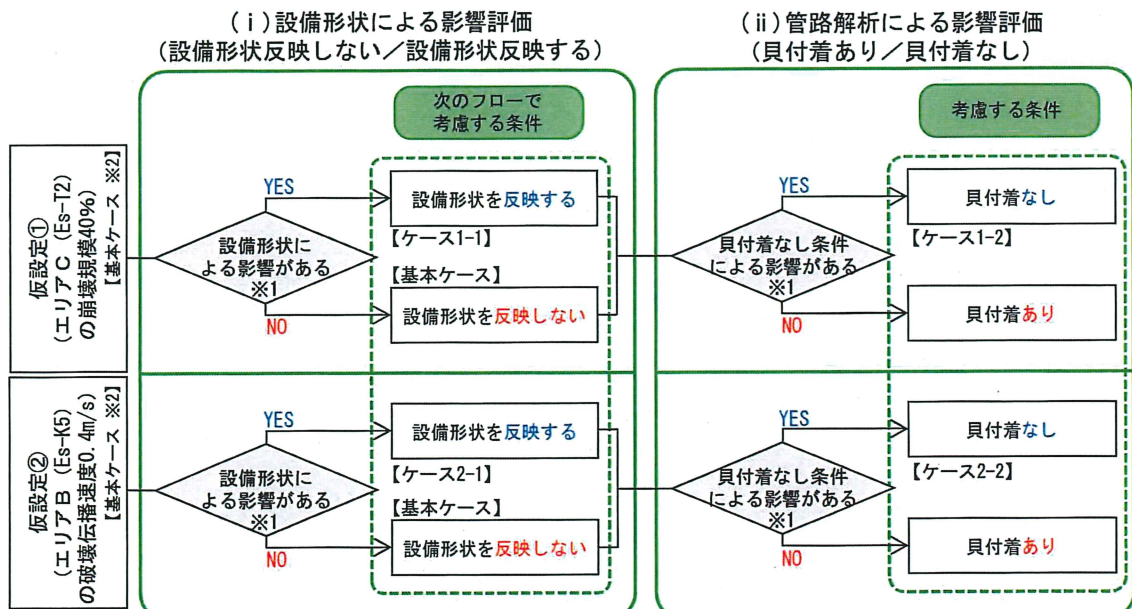 (ⅰ)設備形状による影響評価
(設備形状反映しない/設備形状反映する)
(ⅱ)管路解析による影響評価
(貝付着あり/貝付着なし)
次のフローで
考慮する条件
考慮する条件
仮設定①
(エリアC(Es-T2)
の崩壊規模40%)
【基本ケース ※2】
設備形状に
よる影響がある
※1
YES
設備形状を反映する
【ケース1-1】
【基本ケース】
NO
設備形状を反映しない
貝付着なし条件
による影響がある
※1
YES
貝付着なし
【ケース1-2】
NO
貝付着あり
仮設定②
(エリアB(Es-K5)
の破壊伝播速度0.4m/s)
【基本ケース ※2】
設備形状に
よる影響がある
※1
YES
設備形状を反映する
【ケース2-1】
【基本ケース】
NO
設備形状を反映しない
貝付着なし条件
による影響がある
※1
YES
貝付着なし
【ケース2-2】
NO
貝付着あり